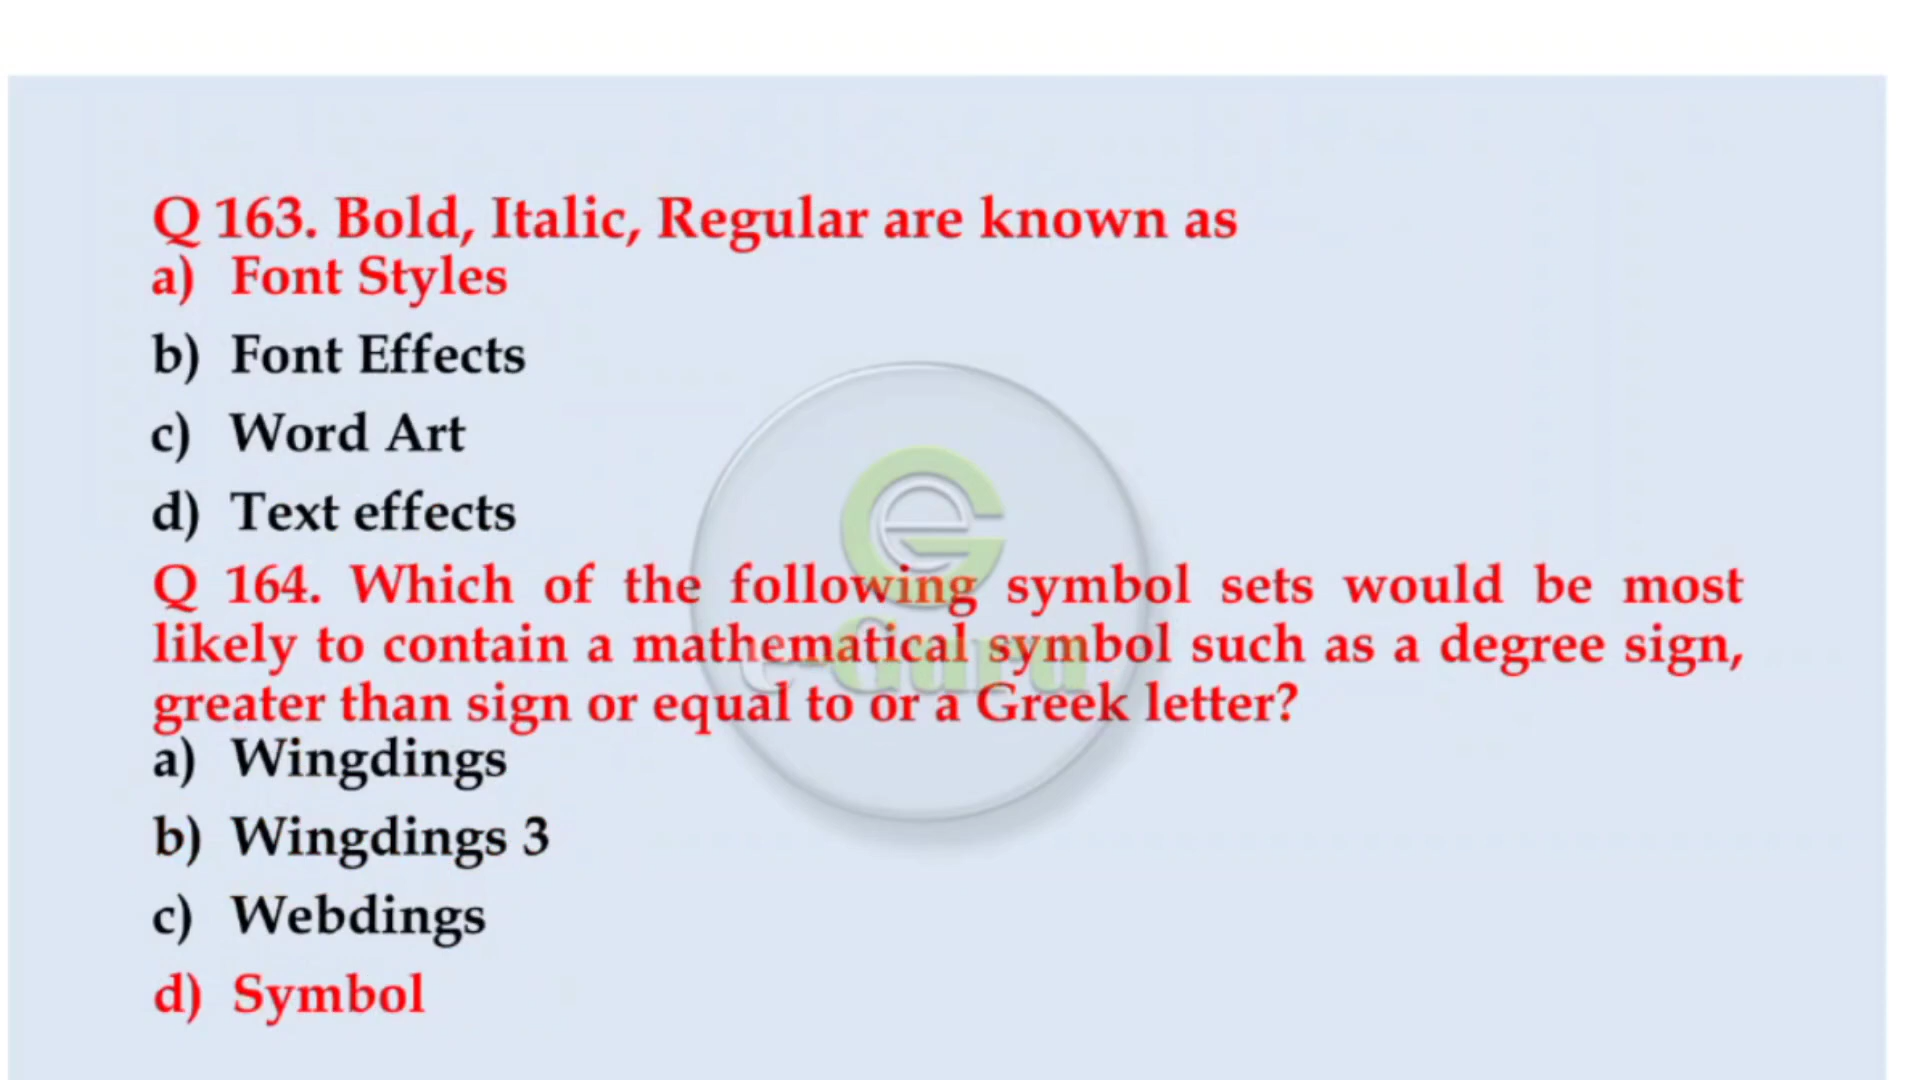 Q 163. Bold, Italic, Regular are known as
a) Font Styles
b) Font Effects
c) Word Art
d) Text effects
Q 164. Which of the following symbol sets would be most
likely to contain a mathematical symbol such as a degree sign,
greater than sign or equal to or a Greek letter?
a) Wingdings
b) Wingdings 3
c) Webdings
d) Symbol
e-Guru